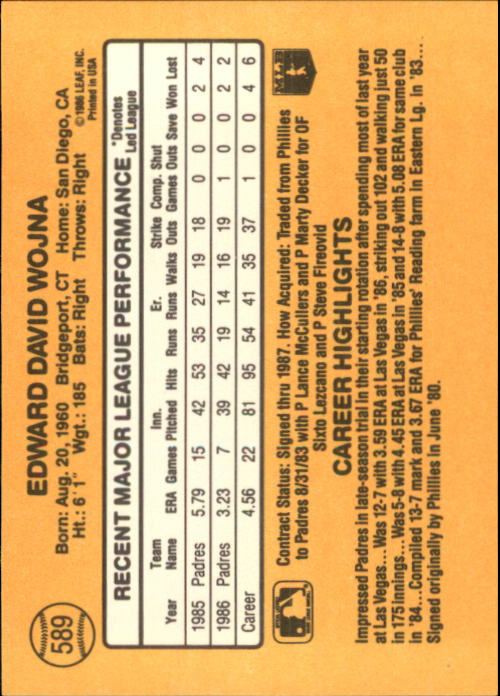 589
EDWARD DAVID WOJNA
Born: Aug. 20, 1960 Bridgeport, CT Home: San Diego, CA
Ht.: 6'1" Wgt.: 185 Bats: Right Throws: Right
© 1986 LEAF, INC.
Printed in USA
RECENT MAJOR LEAGUE PERFORMANCE *Denotes Led League
Year Team Name ERA Games Inn. Pitched Hits Runs Er. Runs Walks Strike Outs Comp. Games Shut Outs Save Won Lost
1985 Padres 5.79 15 42 53 35 27 19 18 0 0 0 2 4
1986 Padres 3.23 7 39 42 19 14 16 19 1 0 0 2 2
Career 4.56 22 81 95 54 41 35 37 1 0 0 4 6
MLB
Contract Status: Signed thru 1987. How Acquired: Traded from Phillies
to Padres 8/31/83 with P Lance McCullers and P Marty Decker for OF
Sixto Lezcano and P Steve Fireovid
CAREER HIGHLIGHTS
Impressed Padres in late-season trial in their starting rotation after spending most of last year
at Las Vegas... Was 12-7 with 3.59 ERA at Las Vegas in '86, striking out 102 and walking just 50
in 175 innings... Was 5-8 with 4.45 ERA at Las Vegas in '85 and 14-8 with 5.08 ERA for same club
in '84... Compiled 13-7 mark and 3.67 ERA for Phillies' Reading farm in Eastern Lg. in '83...
Signed originally by Phillies in June '80.